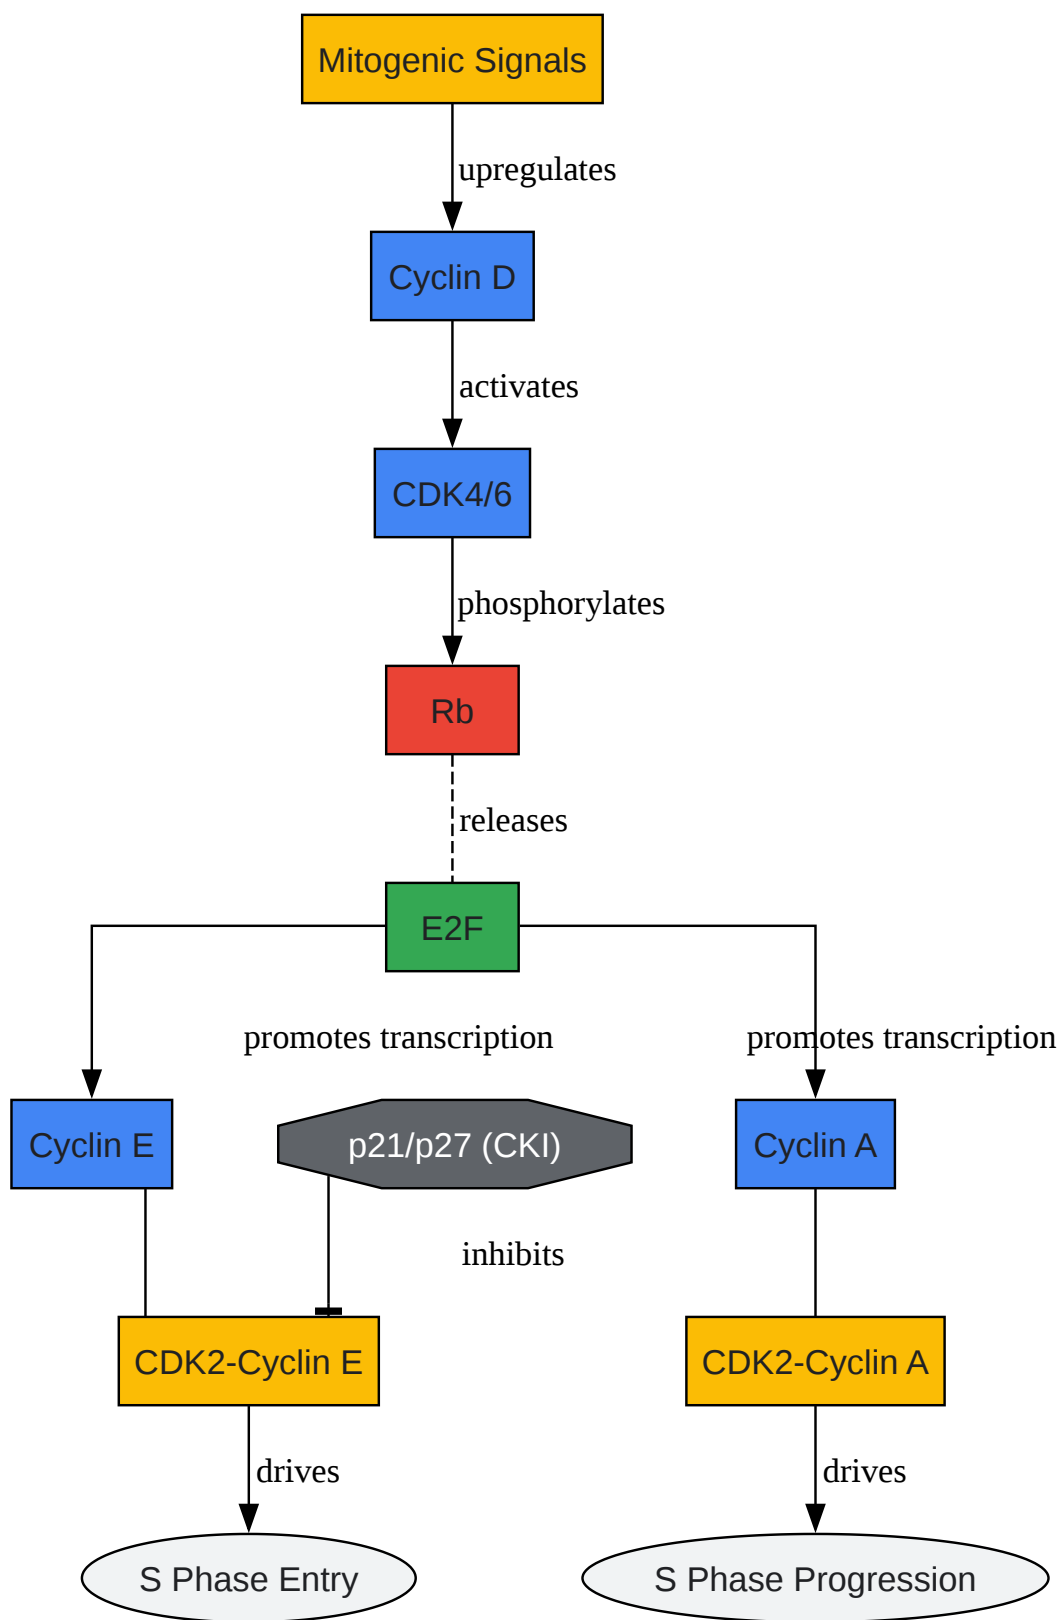 Mitogenic Signals
upregulates
Cyclin D
activates
CDK4/6
phosphorylates
Rb
releases
E2F
promotes transcription
promotes transcription
Cyclin E
p21/p27 (CKI)
Cyclin A
inhibits
CDK2-Cyclin E
CDK2-Cyclin A
drives
drives
S Phase Entry
S Phase Progression